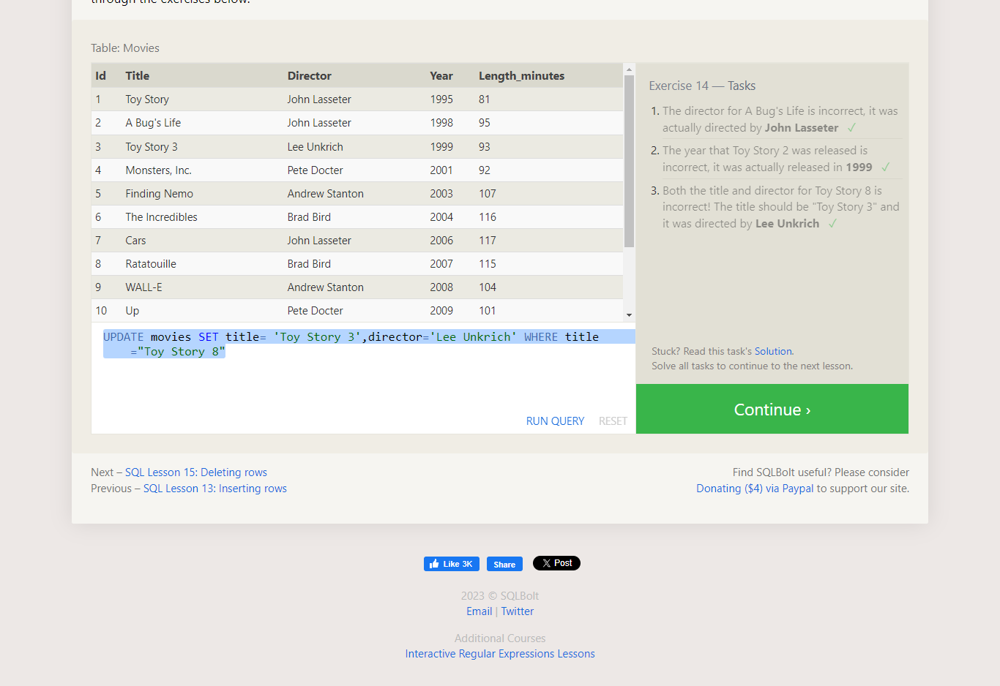 through the exercises below.
Table: Movies
Id Title Director Year Length_minutes
1 Toy Story John Lasseter 1995 81
2 A Bug's Life John Lasseter 1998 95
3 Toy Story 3 Lee Unkrich 1999 93
4 Monsters, Inc. Pete Docter 2001 92
5 Finding Nemo Andrew Stanton 2003 107
6 The Incredibles Brad Bird 2004 116
7 Cars John Lasseter 2006 117
8 Ratatouille Brad Bird 2007 115
9 WALL-E Andrew Stanton 2008 104
10 Up Pete Docter 2009 101
UPDATE movies SET title= 'Toy Story 3',director='Lee Unkrich' WHERE title
="Toy Story 8"
RUN QUERY RESET
Exercise 14 — Tasks
1. The director for A Bug's Life is incorrect, it was
actually directed by John Lasseter ✓
2. The year that Toy Story 2 was released is
incorrect, it was actually released in 1999 ✓
3. Both the title and director for Toy Story 8 is
incorrect! The title should be "Toy Story 3" and
it was directed by Lee Unkrich ✓
Stuck? Read this task's Solution.
Solve all tasks to continue to the next lesson.
Continue ›
Next – SQL Lesson 15: Deleting rows
Previous – SQL Lesson 13: Inserting rows
Find SQLBolt useful? Please consider
Donating ($4) via Paypal to support our site.
Like 3K Share X Post
2023 © SQLBolt
Email | Twitter
Additional Courses
Interactive Regular Expressions Lessons